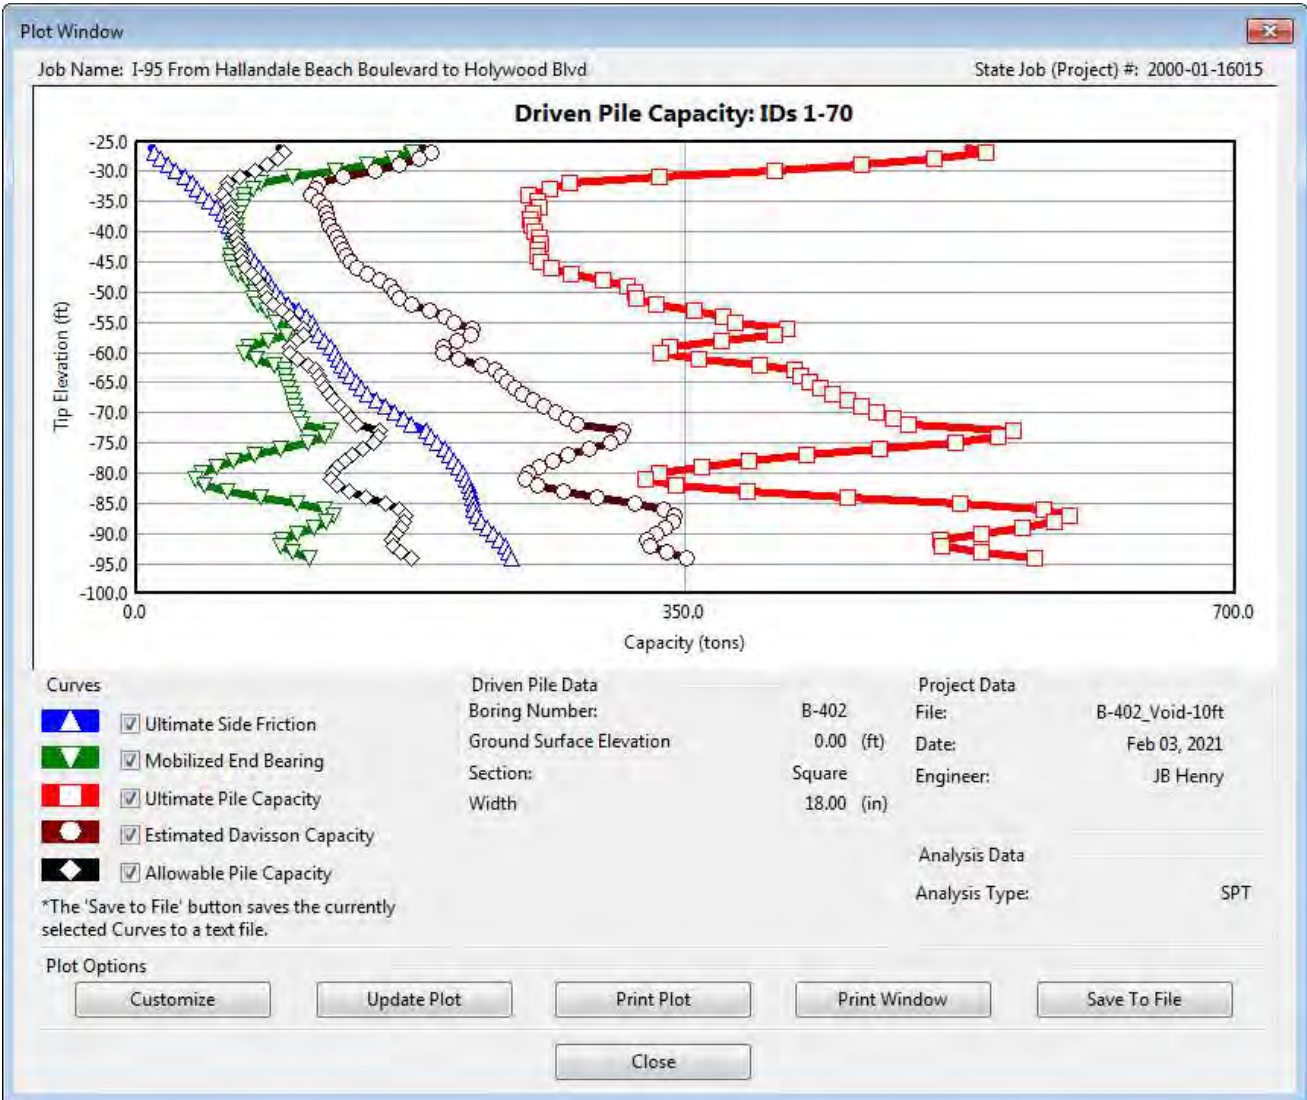 Plot Window
Job Name: I-95 From Hallandale Beach Boulevard to Holywood Blvd State Job (Project) #: 2000-01-16015
Driven Pile Capacity: IDs 1-70
-25.0
-30.0
-35.0
-40.0
-45.0
-50.0
-55.0
-60.0
-65.0
-70.0
-75.0
-80.0
-85.0
-90.0
-95.0
-100.0
Tip Elevation (ft)
0.0 350.0 700.0
Capacity (tons)
Curves
Ultimate Side Friction
Mobilized End Bearing
Ultimate Pile Capacity
Estimated Davisson Capacity
Allowable Pile Capacity
*The 'Save to File' button saves the currently
selected Curves to a text file.
Driven Pile Data
Boring Number: B-402
Ground Surface Elevation 0.00 (ft)
Section: Square
Width 18.00 (in)
Project Data
File: B-402_Void-10ft
Date: Feb 03, 2021
Engineer: JB Henry
Analysis Data
Analysis Type: SPT
Plot Options
Customize Update Plot Print Plot Print Window Save To File
Close